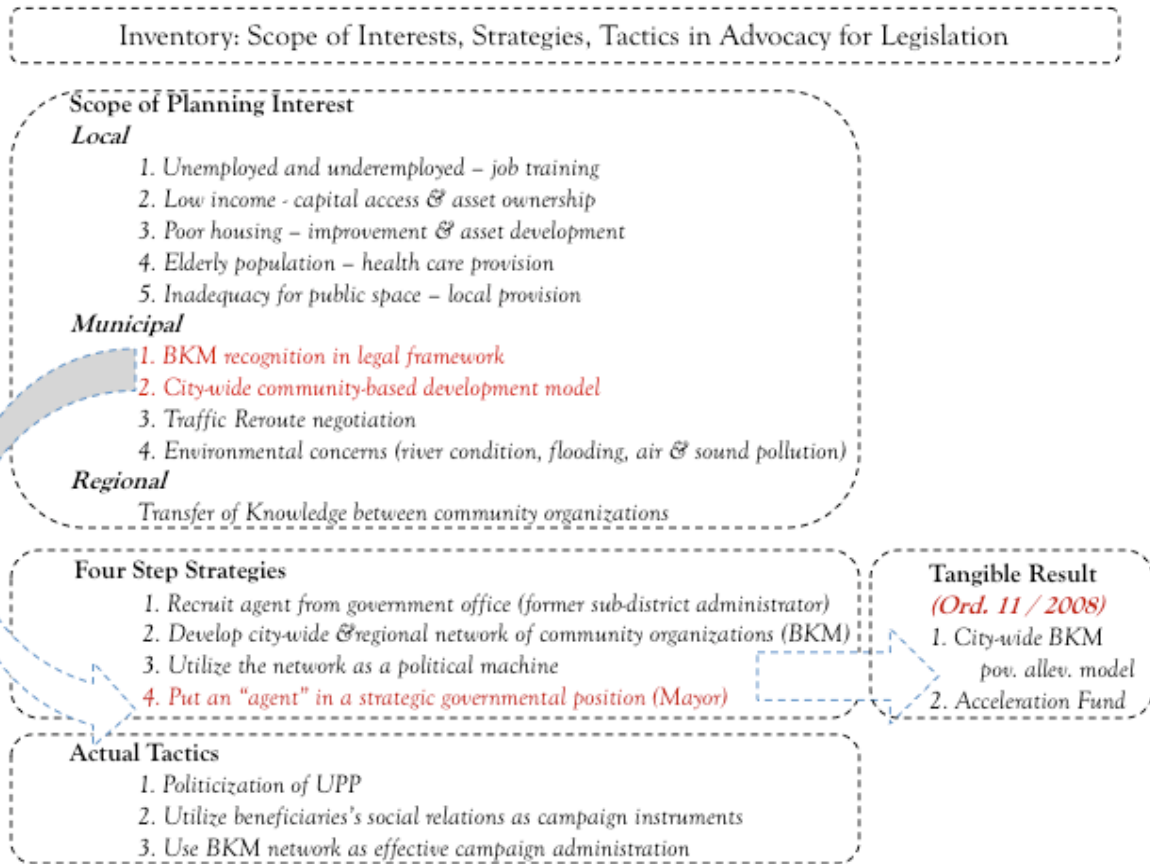 Inventory: Scope of Interests, Strategies, Tactics in Advocacy for Legislation
Scope of Planning Interest
Local
1. Unemployed and underemployed – job training
2. Low income - capital access & asset ownership
3. Poor housing – improvement & asset development
4. Elderly population – health care provision
5. Inadequacy for public space – local provision
Municipal
1. BKM recognition in legal framework
2. City-wide community-based development model
3. Traffic Reroute negotiation
4. Environmental concerns (river condition, flooding, air & sound pollution)
Regional
Transfer of Knowledge between community organizations
Four Step Strategies
1. Recruit agent from government office (former sub-district administrator)
2. Develop city-wide &regional network of community organizations (BKM)
3. Utilize the network as a political machine
4. Put an “agent” in a strategic governmental position (Mayor)
Tangible Result
(Ord. 11 / 2008)
1. City-wide BKM
pov. allev. model
2. Acceleration Fund
Actual Tactics
1. Politicization of UPP
2. Utilize beneficiaries’s social relations as campaign instruments
3. Use BKM network as effective campaign administration